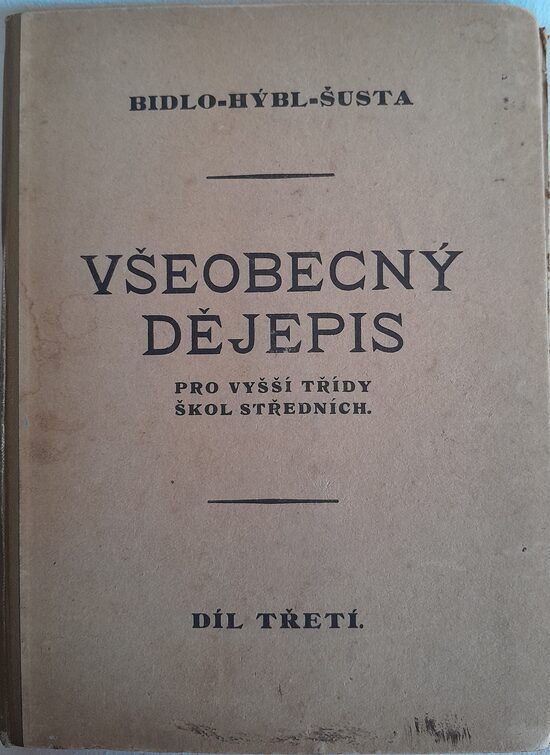 BIDLO-HÝBL-ŠUSTA
VŠEOBECNÝ
DĚJEPIS
PRO VYŠŠÍ TŘÍDY
ŠKOL STŘEDNÍCH.
DÍL TŘETÍ.